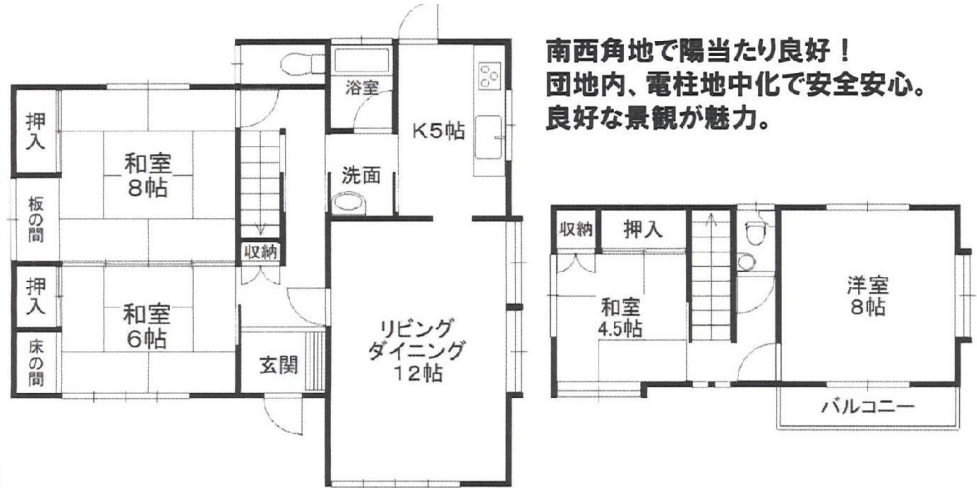 南西角地で陽当たり良好！
団地内、電柱地中化で安全安心。
良好な景観が魅力。
浴室
K5帖
押入
和室
8帖
洗面
板の間
収納
押入
和室
6帖
床の間
玄関
リビング
ダイニング
12帖
収納
押入
和室
4.5帖
洋室
8帖
バルコニー